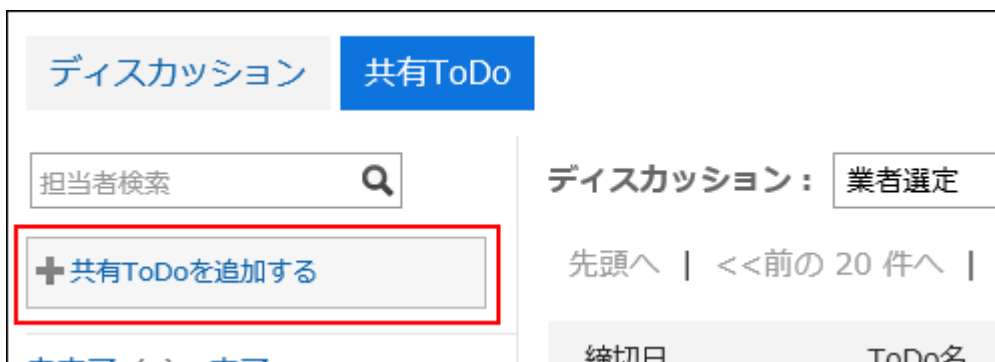 ディスカッション
共有ToDo
担当者検索
共有ToDoを追加する
ディスカッション： 業者選定
先頭へ | <<前の 20 件へ |
締切日 ToDo名